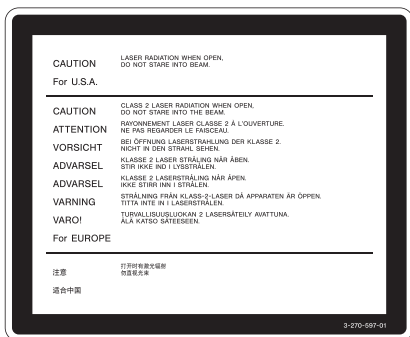 CAUTION LASER RADIATION WHEN OPEN,
DO NOT STARE INTO BEAM.
For U.S.A.
CAUTION CLASS 2 LASER RADIATION WHEN OPEN,
DO NOT STARE INTO THE BEAM.
ATTENTION RAYONNEMENT LASER CLASSE 2 À L'OUVERTURE.
NE PAS REGARDER LE FAISCEAU.
VORSICHT BEI ÖFFNUNG LASERSTRAHLUNG DER KLASSE 2.
NICHT IN DEN STRAHL SEHEN.
ADVARSEL KLASSE 2 LASER STRÅLING NÅR ÅBEN.
STIR IKKE IND I LYSSTRÅLEN.
ADVARSEL KLASSE 2 LASERSTRÅLING NÅR ÅPEN.
IKKE STIRR INN I STRÅLEN.
VARNING STRÅLNING FRÅN KLASS-2-LASER DÅ APPARATEN ÄR ÖPPEN.
TITTA INTE IN I LASERSTRÅLEN.
VARO! TURVALLISUUSLUOKAN 2 LASERSÄTEILY AVATTUNA.
ÄLÄ KATSO SÄTEESEEN.
For EUROPE
注意 打开时有激光辐射
勿直视光束
适合中国
3-270-597-01